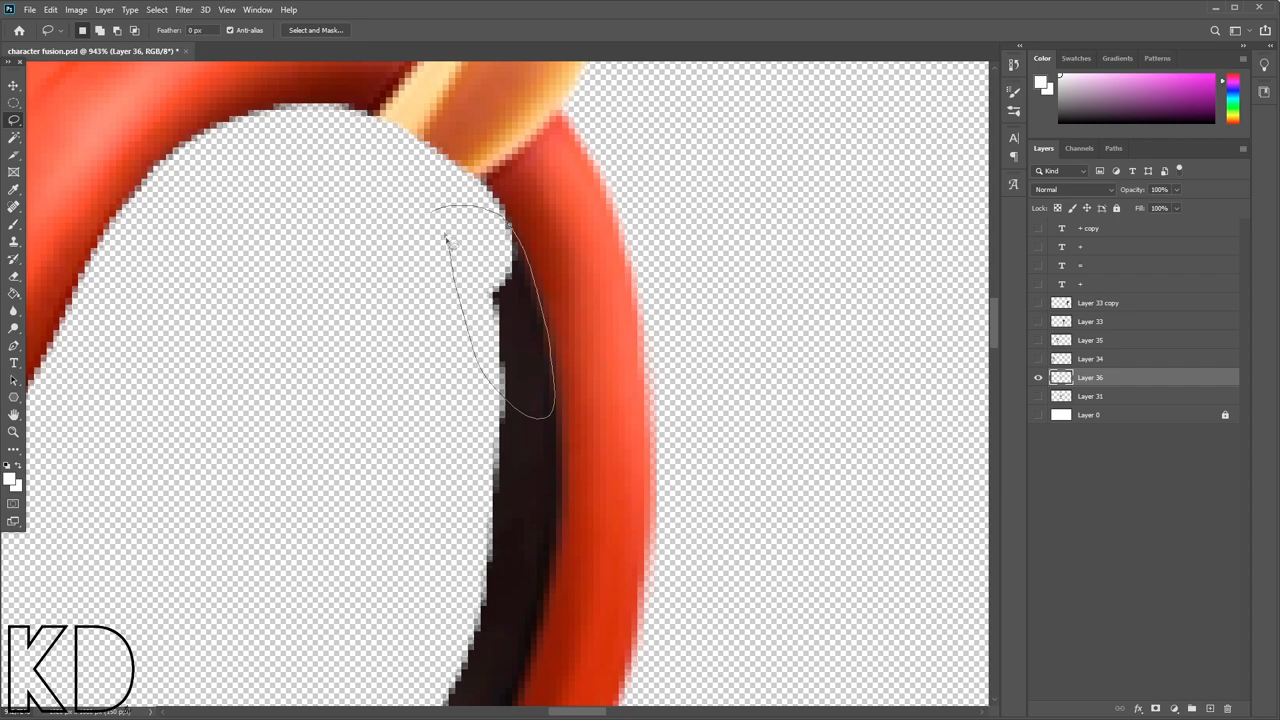 File Edit Image Layer Type Select Filter 3D View Window Help
Feather: 0 px Anti-alias Select and Mask...
character fusion.psd @ 943% (Layer 36, RGB/8*) * ×
Color Swatches Gradients Patterns
Layers Channels Paths
Kind
Normal Opacity: 100%
Lock: Fill: 100%
T + copy
T +
T =
T +
Layer 33 copy
Layer 33
Layer 35
Layer 34
Layer 36
Layer 31
Layer 0
KD